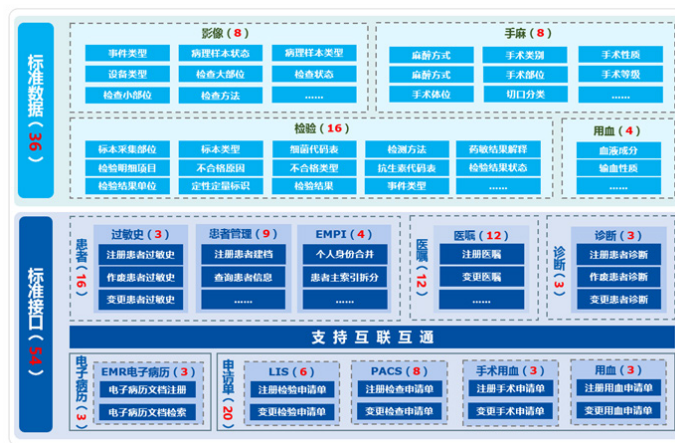 标准数据(36)
影像(8)
事件类型 病理样本状态 病理样本类型
设备类型 检查大部位 检查状态
检查小部位 检查方法 ……
手麻(8)
麻醉方式 手术类别 手术性质
麻醉方式 手术部位 手术等级
手术体位 切口分类 ……
检验(16)
标本采集部位 标本类型 细菌代码表 检测方法 药敏结果解释
检验明细项目 不合格原因 不合格类型 抗生素代码表 检验结果状态
检验结果单位 定性定量标识 检验结果 事件类型 ……
用血(4)
血液成分
输血性质
……
标准接口(54)
患者(16)
过敏史(3)
注册患者过敏史
作废患者过敏史
变更患者过敏史
患者管理(9)
注册患者建档
查询患者信息
……
EMPI(4)
个人身份合并
患者主索引拆分
……
医嘱(12)
医嘱(12)
注册医嘱
变更医嘱
……
诊断(3)
诊断(3)
注册患者诊断
作废患者诊断
变更患者诊断
支持互联互通
电子病历(3)
EMR电子病历(3)
电子病历文档注册
电子病历文档检索
申请单(20)
LIS(6)
注册检验申请单
变更检验申请单
PACS(8)
注册检查申请单
变更检查申请单
手术用血(3)
注册手术申请单
变更手术申请单
用血(3)
注册用血申请单
变更用血申请单